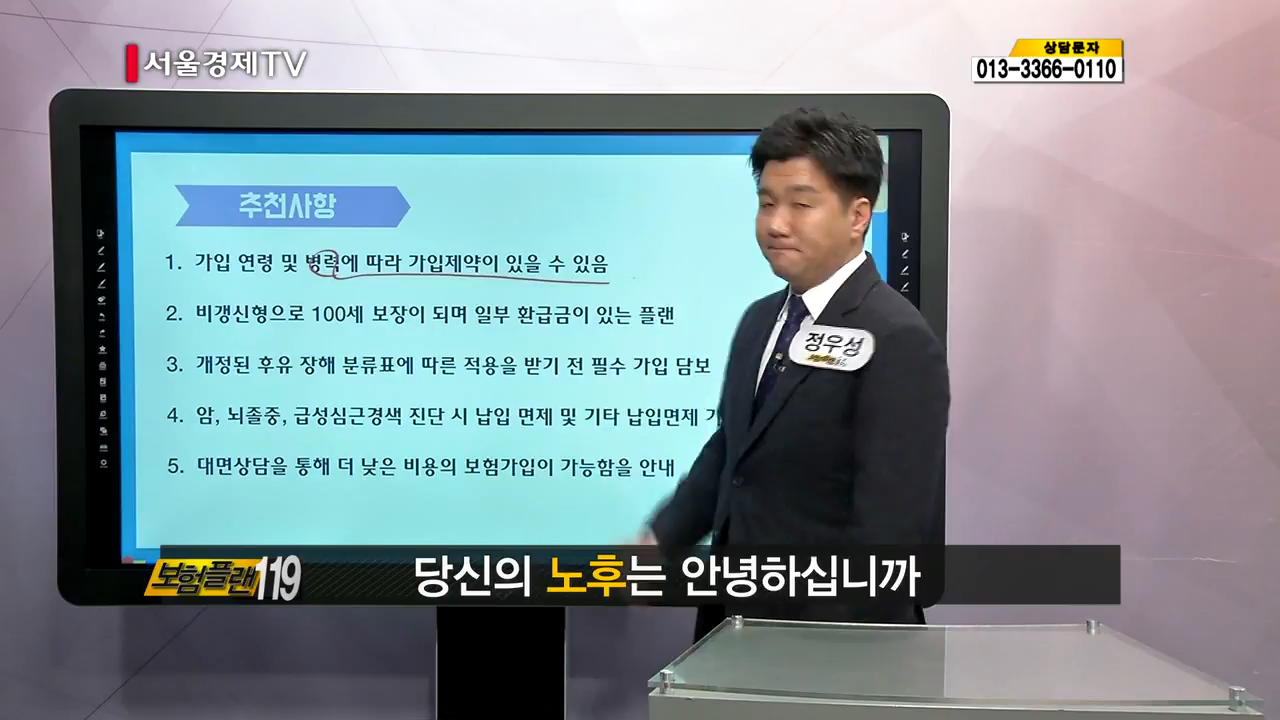 서울경제TV
상담문자
013-3366-0110
추천사항
1. 가입 연령 및 병력에 따라 가입제약이 있을 수 있음
2. 비갱신형으로 100세 보장이 되며 일부 환급금이 있는 플랜
3. 개정된 후유 장해 분류표에 따른 적용을 받기 전 필수 가입 담보
4. 암, 뇌졸중, 급성심근경색 진단 시 납입 면제 및 기타 납입면제
5. 대면상담을 통해 더 낮은 비용의 보험가입이 가능함을 안내
정우성
보험플랜119
당신의 노후는 안녕하십니까